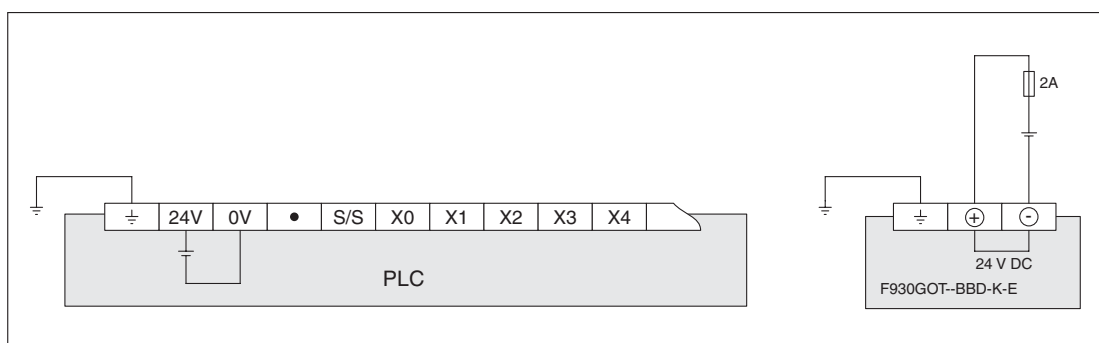 2A
24V 0V • S/S X0 X1 X2 X3 X4
+ -
PLC
24 V DC
F930GOT--BBD-K-E